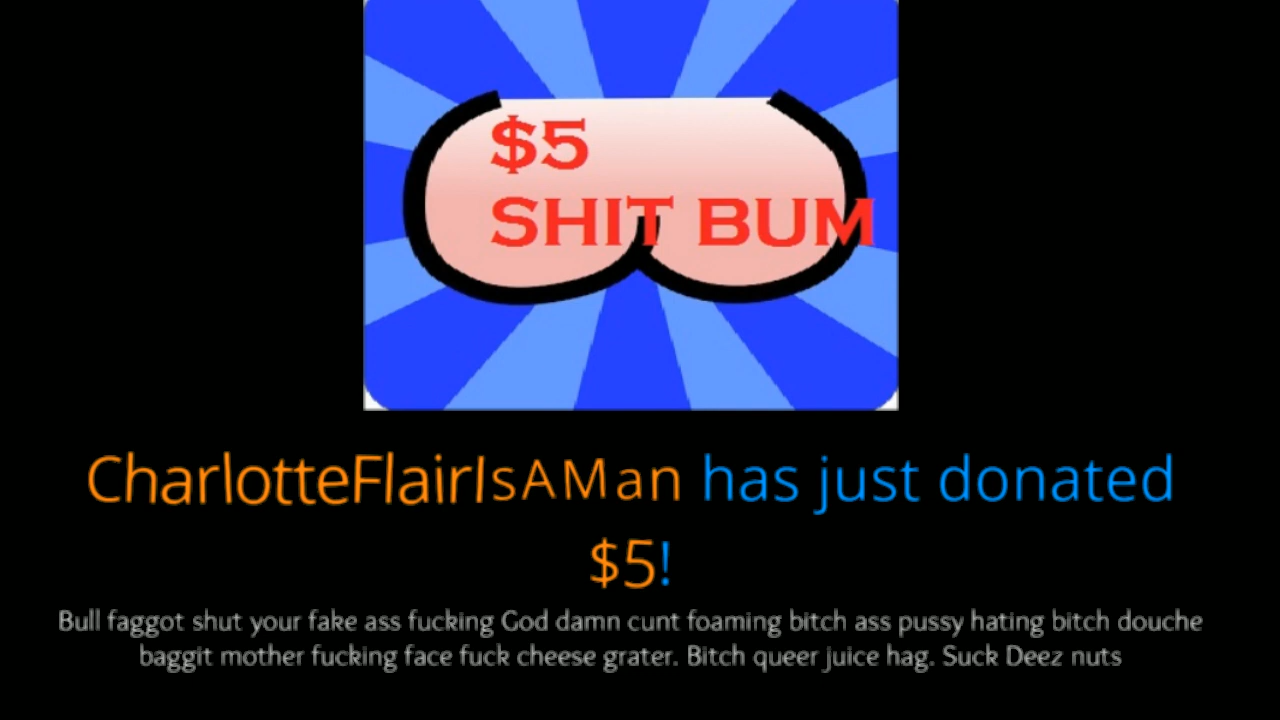 $5
SHIT BUM
CharlotteFlairIsAMan has just donated
$5!
Bull faggot shut your fake ass fucking God damn cunt foaming bitch ass pussy hating bitch douche
baggit mother fucking face fuck cheese grater. Bitch queer juice hag. Suck Deez nuts